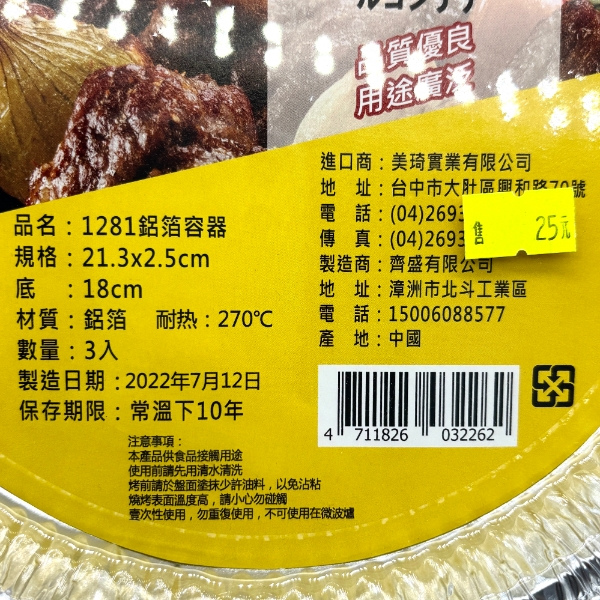 品質優良
用途廣泛
品名：1281鋁箔容器
規格：21.3x2.5cm
底　：18cm
材質：鋁箔　耐热：270℃
數量：3入
製造日期：2022年7月12日
保存期限：常溫下10年
進口商：美琦實業有限公司
地　址：台中市大肚區興和路70號
電　話：(04)2693
傳　真：(04)2693
售 25元
製造商：齊盛有限公司
地　址：漳洲市北斗工業區
電　話：15006088577
產　地：中國
4 711826 032262
注意事項：
本產品供食品接觸用途
使用前請先用清水清洗
烤前請於盤面塗抹少許油料，以免沾粘
燒烤表面溫度高，請小心勿碰觸
壹次性使用，勿重復使用，不可使用在微波爐